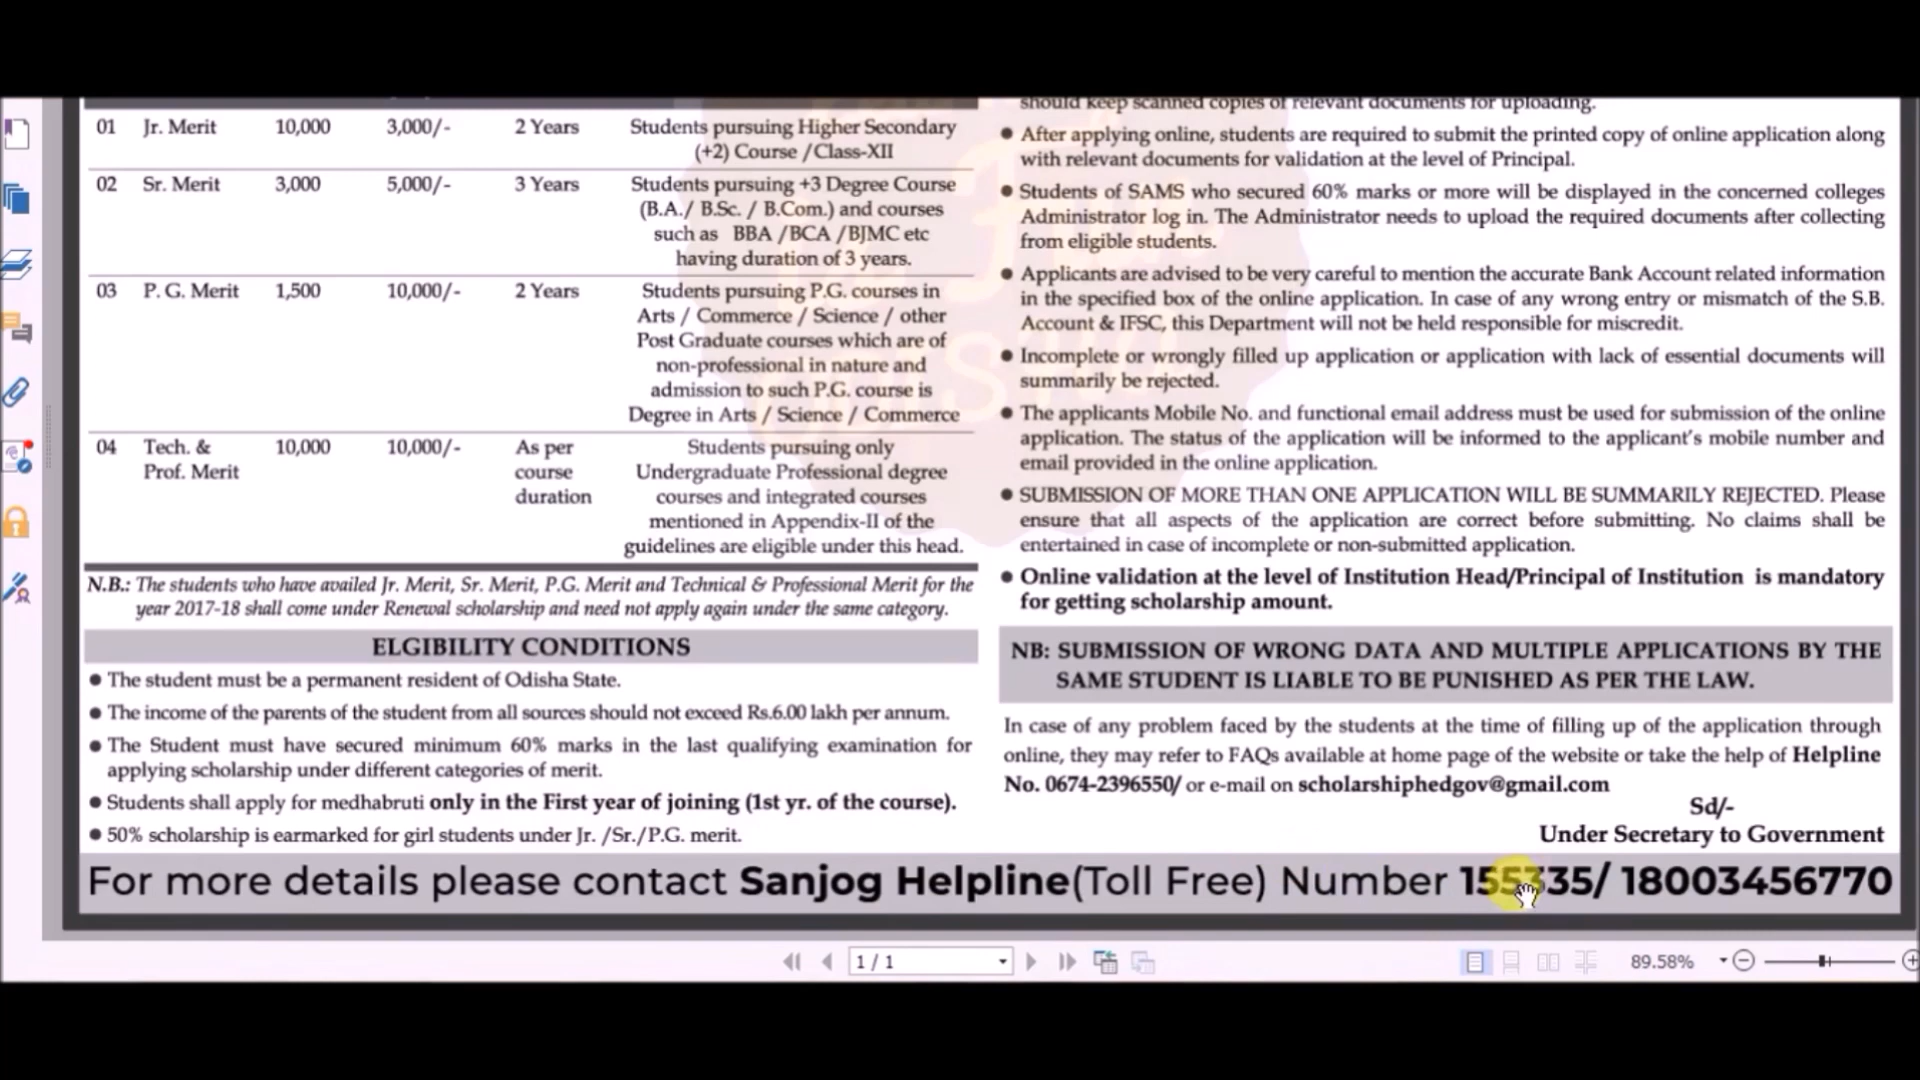 01 Jr. Merit 10,000 3,000/- 2 Years Students pursuing Higher Secondary
(+2) Course /Class-XII
02 Sr. Merit 3,000 5,000/- 3 Years Students pursuing +3 Degree Course
(B.A./ B.Sc. / B.Com.) and courses
such as BBA /BCA /BJMC etc
having duration of 3 years.
03 P. G. Merit 1,500 10,000/- 2 Years Students pursuing P.G. courses in
Arts / Commerce / Science / other
Post Graduate courses which are of
non-professional in nature and
admission to such P.G. course is
Degree in Arts / Science / Commerce
04 Tech. & 10,000 10,000/- As per Students pursuing only
Prof. Merit course Undergraduate Professional degree
duration courses and integrated courses
mentioned in Appendix-II of the
guidelines are eligible under this head.
N.B.: The students who have availed Jr. Merit, Sr. Merit, P.G. Merit and Technical & Professional Merit for the
year 2017-18 shall come under Renewal scholarship and need not apply again under the same category.
ELGIBILITY CONDITIONS
● The student must be a permanent resident of Odisha State.
● The income of the parents of the student from all sources should not exceed Rs.6.00 lakh per annum.
● The Student must have secured minimum 60% marks in the last qualifying examination for
applying scholarship under different categories of merit.
● Students shall apply for medhabruti only in the First year of joining (1st yr. of the course).
● 50% scholarship is earmarked for girl students under Jr. /Sr./P.G. merit.
should keep scanned copies of relevant documents for uploading.
● After applying online, students are required to submit the printed copy of online application along
with relevant documents for validation at the level of Principal.
● Students of SAMS who secured 60% marks or more will be displayed in the concerned colleges
Administrator log in. The Administrator needs to upload the required documents after collecting
from eligible students.
● Applicants are advised to be very careful to mention the accurate Bank Account related information
in the specified box of the online application. In case of any wrong entry or mismatch of the S.B.
Account & IFSC, this Department will not be held responsible for miscredit.
● Incomplete or wrongly filled up application or application with lack of essential documents will
summarily be rejected.
● The applicants Mobile No. and functional email address must be used for submission of the online
application. The status of the application will be informed to the applicant's mobile number and
email provided in the online application.
● SUBMISSION OF MORE THAN ONE APPLICATION WILL BE SUMMARILY REJECTED. Please
ensure that all aspects of the application are correct before submitting. No claims shall be
entertained in case of incomplete or non-submitted application.
● Online validation at the level of Institution Head/Principal of Institution is mandatory
for getting scholarship amount.
NB: SUBMISSION OF WRONG DATA AND MULTIPLE APPLICATIONS BY THE
SAME STUDENT IS LIABLE TO BE PUNISHED AS PER THE LAW.
In case of any problem faced by the students at the time of filling up of the application through
online, they may refer to FAQs available at home page of the website or take the help of Helpline
No. 0674-2396550/ or e-mail on scholarshiphedgov@gmail.com
Sd/-
Under Secretary to Government
For more details please contact Sanjog Helpline(Toll Free) Number 155335/ 18003456770
1 / 1
89.58%